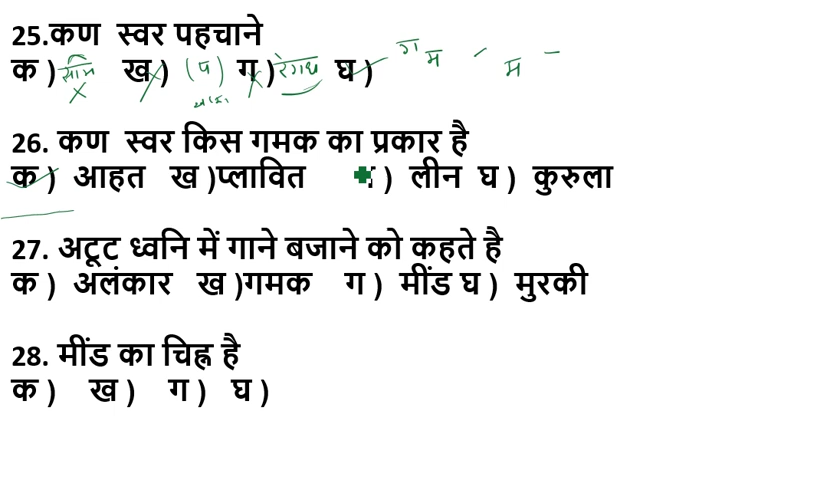 25.कण स्वर पहचाने
क ) ख ) (प) ग ) घ ) ग म म
26. कण स्वर किस गमक का प्रकार है
क ) आहत ख )प्लावित ) लीन घ ) कुरुला
27. अटूट ध्वनि में गाने बजाने को कहते है
क ) अलंकार ख )गमक ग ) मींड घ ) मुरकी
28. मींड का चिह्न है
क ) ख ) ग ) घ )